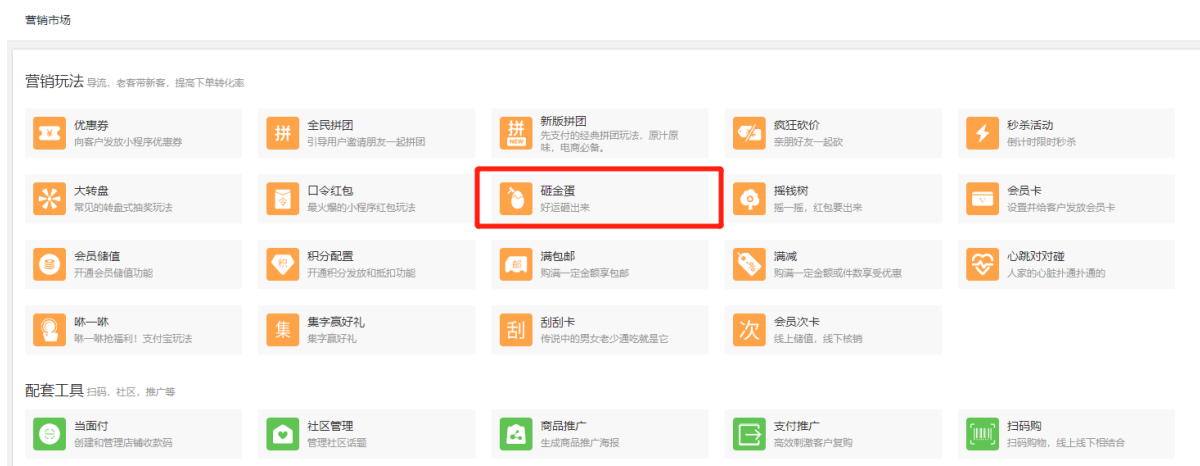 营销市场
营销玩法 导流，老客带新客，提高下单转化率
优惠券
向客户发放小程序优惠券
拼
全民拼团
引导用户邀请朋友一起拼团
拼
NEW
新版拼团
先支付的经典拼团玩法，原汁原
味，电商必备。
疯狂砍价
亲朋好友一起砍
秒杀活动
倒计时限时秒杀
大转盘
常见的转盘式抽奖玩法
令
口令红包
最火爆的小程序红包玩法
砸金蛋
好运砸出来
摇钱树
摇一摇，红包要出来
会员卡
设置并给客户发放会员卡
会员储值
开通会员储值功能
积
积分配置
开通积分发放和抵扣功能
邮
满包邮
购满一定金额享包邮
满减
购满一定金额或件数享受优惠
心跳对对碰
人家的心脏扑通扑通的
咻一咻
咻一咻抢福利！支付宝玩法
集
集字赢好礼
集字赢好礼
刮
刮刮卡
传说中的男女老少通吃就是它
次
会员次卡
线上储值，线下核销
配套工具 扫码，社区，推广等
当面付
创建和管理店铺收款码
社区管理
管理社区话题
商品推广
生成商品推广海报
支付推广
高效刺激客户复购
扫码购
扫码购物，线上线下相结合